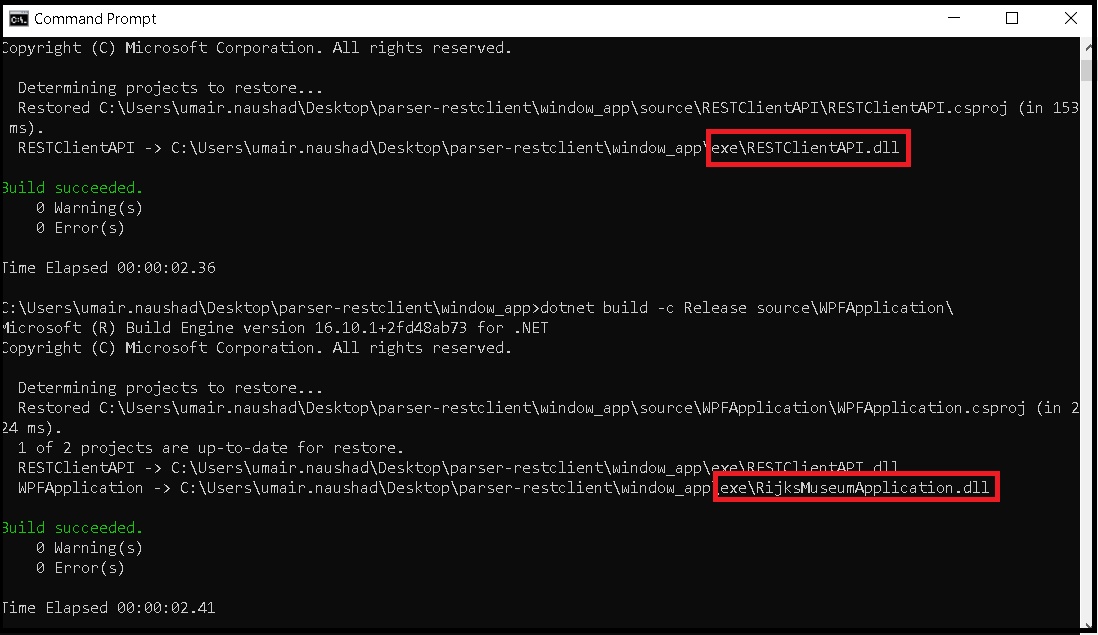 Command Prompt
Copyright (C) Microsoft Corporation. All rights reserved.
Determining projects to restore...
Restored C:\Users\umair.naushad\Desktop\parser-restclient\window_app\source\RESTClientAPI\RESTClientAPI.csproj (in 153
ms).
RESTClientAPI -> C:\Users\umair.naushad\Desktop\parser-restclient\window_app\exe\RESTClientAPI.dll
Build succeeded.
0 Warning(s)
0 Error(s)
Time Elapsed 00:00:02.36
C:\Users\umair.naushad\Desktop\parser-restclient\window_app>dotnet build -c Release source\WPFApplication\
Microsoft (R) Build Engine version 16.10.1+2fd48ab73 for .NET
Copyright (C) Microsoft Corporation. All rights reserved.
Determining projects to restore...
Restored C:\Users\umair.naushad\Desktop\parser-restclient\window_app\source\WPFApplication\WPFApplication.csproj (in 2
24 ms).
1 of 2 projects are up-to-date for restore.
RESTClientAPI -> C:\Users\umair.naushad\Desktop\parser-restclient\window_app\exe\RESTClientAPI.dll
WPFApplication -> C:\Users\umair.naushad\Desktop\parser-restclient\window_app\exe\RijksMuseumApplication.dll
Build succeeded.
0 Warning(s)
0 Error(s)
Time Elapsed 00:00:02.41